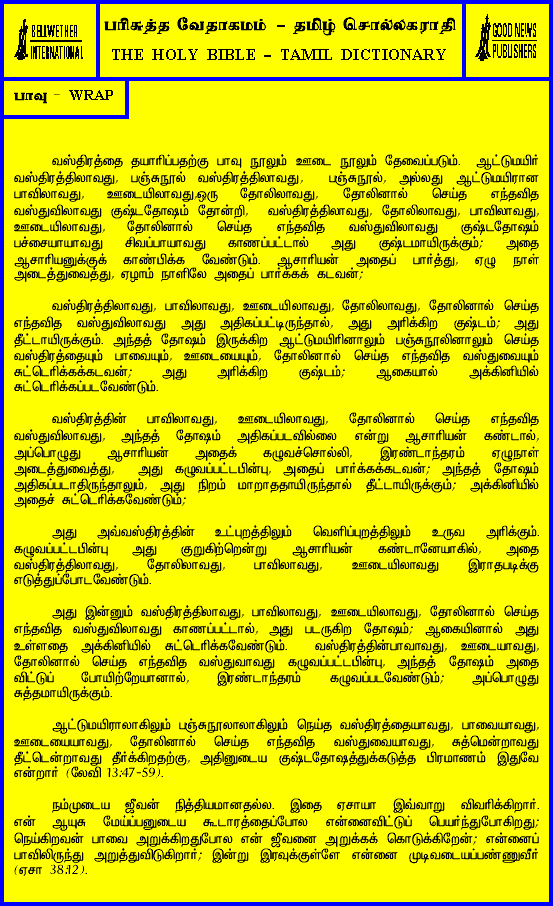 BELLWETHER
INTERNATIONAL
பரிசுத்த வேதாகமம் – தமிழ் சொல்லகராதி
THE HOLY BIBLE – TAMIL DICTIONARY
GOOD NEWS
PUBLISHERS
பாவு – WRAP
வஸ்திரத்தை தயாரிப்பதற்கு பாவு நூலும் ஊடை நூலும் தேவைப்படும். ஆட்டுமயிர்
வஸ்திரத்திலாவது, பஞ்சுநூல் வஸ்திரத்திலாவது, பஞ்சுநூல், அல்லது ஆட்டுமயிரான
பாவிலாவது, ஊடையிலாவது,ஒரு தோலிலாவது, தோலினால் செய்த எந்தவித
வஸ்துவிலாவது குஷ்டதோஷம் தோன்றி, வஸ்திரத்திலாவது, தோலிலாவது, பாவிலாவது,
ஊடையிலாவது, தோலினால் செய்த எந்தவித வஸ்துவிலாவது குஷ்டதோஷம்
பச்சையாயாவது சிவப்பாயாவது காணப்பட்டால் அது குஷ்டமாயிருக்கும்; அதை
ஆசாரியனுக்குக் காண்பிக்க வேண்டும். ஆசாரியன் அதைப் பார்த்து, ஏழு நாள்
அடைத்துவைத்து, ஏழாம் நாளிலே அதைப் பார்க்கக் கடவன்;
வஸ்திரத்திலாவது, பாவிலாவது, ஊடையிலாவது, தோலிலாவது, தோலினால் செய்த
எந்தவித வஸ்துவிலாவது அது அதிகப்பட்டிருந்தால், அது அரிக்கிற குஷ்டம்; அது
தீட்டாயிருக்கும். அந்தத் தோஷம் இருக்கிற ஆட்டுமயிரினாலும் பஞ்சுநூலினாலும் செய்த
வஸ்திரத்தையும் பாவையும், ஊடையையும், தோலினால் செய்த எந்தவித வஸ்துவையும்
சுட்டெரிக்கக்கடவன்; அது அரிக்கிற குஷ்டம்; ஆகையால் அக்கினியில்
சுட்டெரிக்கப்படவேண்டும்.
வஸ்திரத்தின் பாவிலாவது, ஊடையிலாவது, தோலினால் செய்த எந்தவித
வஸ்துவிலாவது, அந்தத் தோஷம் அதிகப்படவில்லை என்று ஆசாரியன் கண்டால்,
அப்பொழுது ஆசாரியன் அதைக் கழுவச்சொல்லி, இரண்டாந்தரம் ஏழுநாள்
அடைத்துவைத்து, அது கழுவப்பட்டபின்பு, அதைப் பார்க்கக்கடவன்; அந்தத் தோஷம்
அதிகப்படாதிருந்தாலும், அது நிறம் மாறாததாயிருந்தால் தீட்டாயிருக்கும்; அக்கினியில்
அதைச் சுட்டெரிக்கவேண்டும்;
அது அவ்வஸ்திரத்தின் உட்புறத்திலும் வெளிப்புறத்திலும் உருவ அரிக்கும்.
கழுவப்பட்டபின்பு அது குறுகிற்றென்று ஆசாரியன் கண்டானேயாகில், அதை
வஸ்திரத்திலாவது, தோலிலாவது, பாவிலாவது, ஊடையிலாவது இராதபடிக்கு
எடுத்துப்போடவேண்டும்.
அது இன்னும் வஸ்திரத்திலாவது, பாவிலாவது, ஊடையிலாவது, தோலினால் செய்த
எந்தவித வஸ்துவிலாவது காணப்பட்டால், அது படருகிற தோஷம்; ஆகையினால் அது
உள்ளதை அக்கினியில் சுட்டெரிக்கவேண்டும். வஸ்திரத்தின்பாவாவது, ஊடையாவது,
தோலினால் செய்த எந்தவித வஸ்துவாவது கழுவப்பட்டபின்பு, அந்தத் தோஷம் அதை
விட்டுப் போயிற்றேயானால், இரண்டாந்தரம் கழுவப்படவேண்டும்; அப்பொழுது
சுத்தமாயிருக்கும்.
ஆட்டுமயிராலாகிலும் பஞ்சுநூலாலாகிலும் நெய்த வஸ்திரத்தையாவது, பாவையாவது,
ஊடையையாவது, தோலினால் செய்த எந்தவித வஸ்துவையாவது, சுத்மென்றாவது
தீட்டென்றாவது தீர்க்கிறதற்கு, அதினுடைய குஷ்டதோஷத்துக்கடுத்த பிரமாணம் இதுவே
என்றார் (லேவி 13:47-59).
நம்முடைய ஜீவன் நித்தியமானதல்ல. இதை ஏசாயா இவ்வாறு விவரிக்கிறார்.
என் ஆயுசு மேய்ப்பனுடைய கூடாரத்தைப்போல என்னைவிட்டுப் பெயர்ந்துபோகிறது;
நெய்கிறவன் பாவை அறுக்கிறதுபோல என் ஜீவனை அறுக்கக் கொடுக்கிறேன்; என்னைப்
பாவிலிருந்து அறுத்துவிடுகிறார்; இன்று இரவுக்குள்ளே என்னை முடிவடையப்பண்ணுவீர்
(ஏசா 38:12).